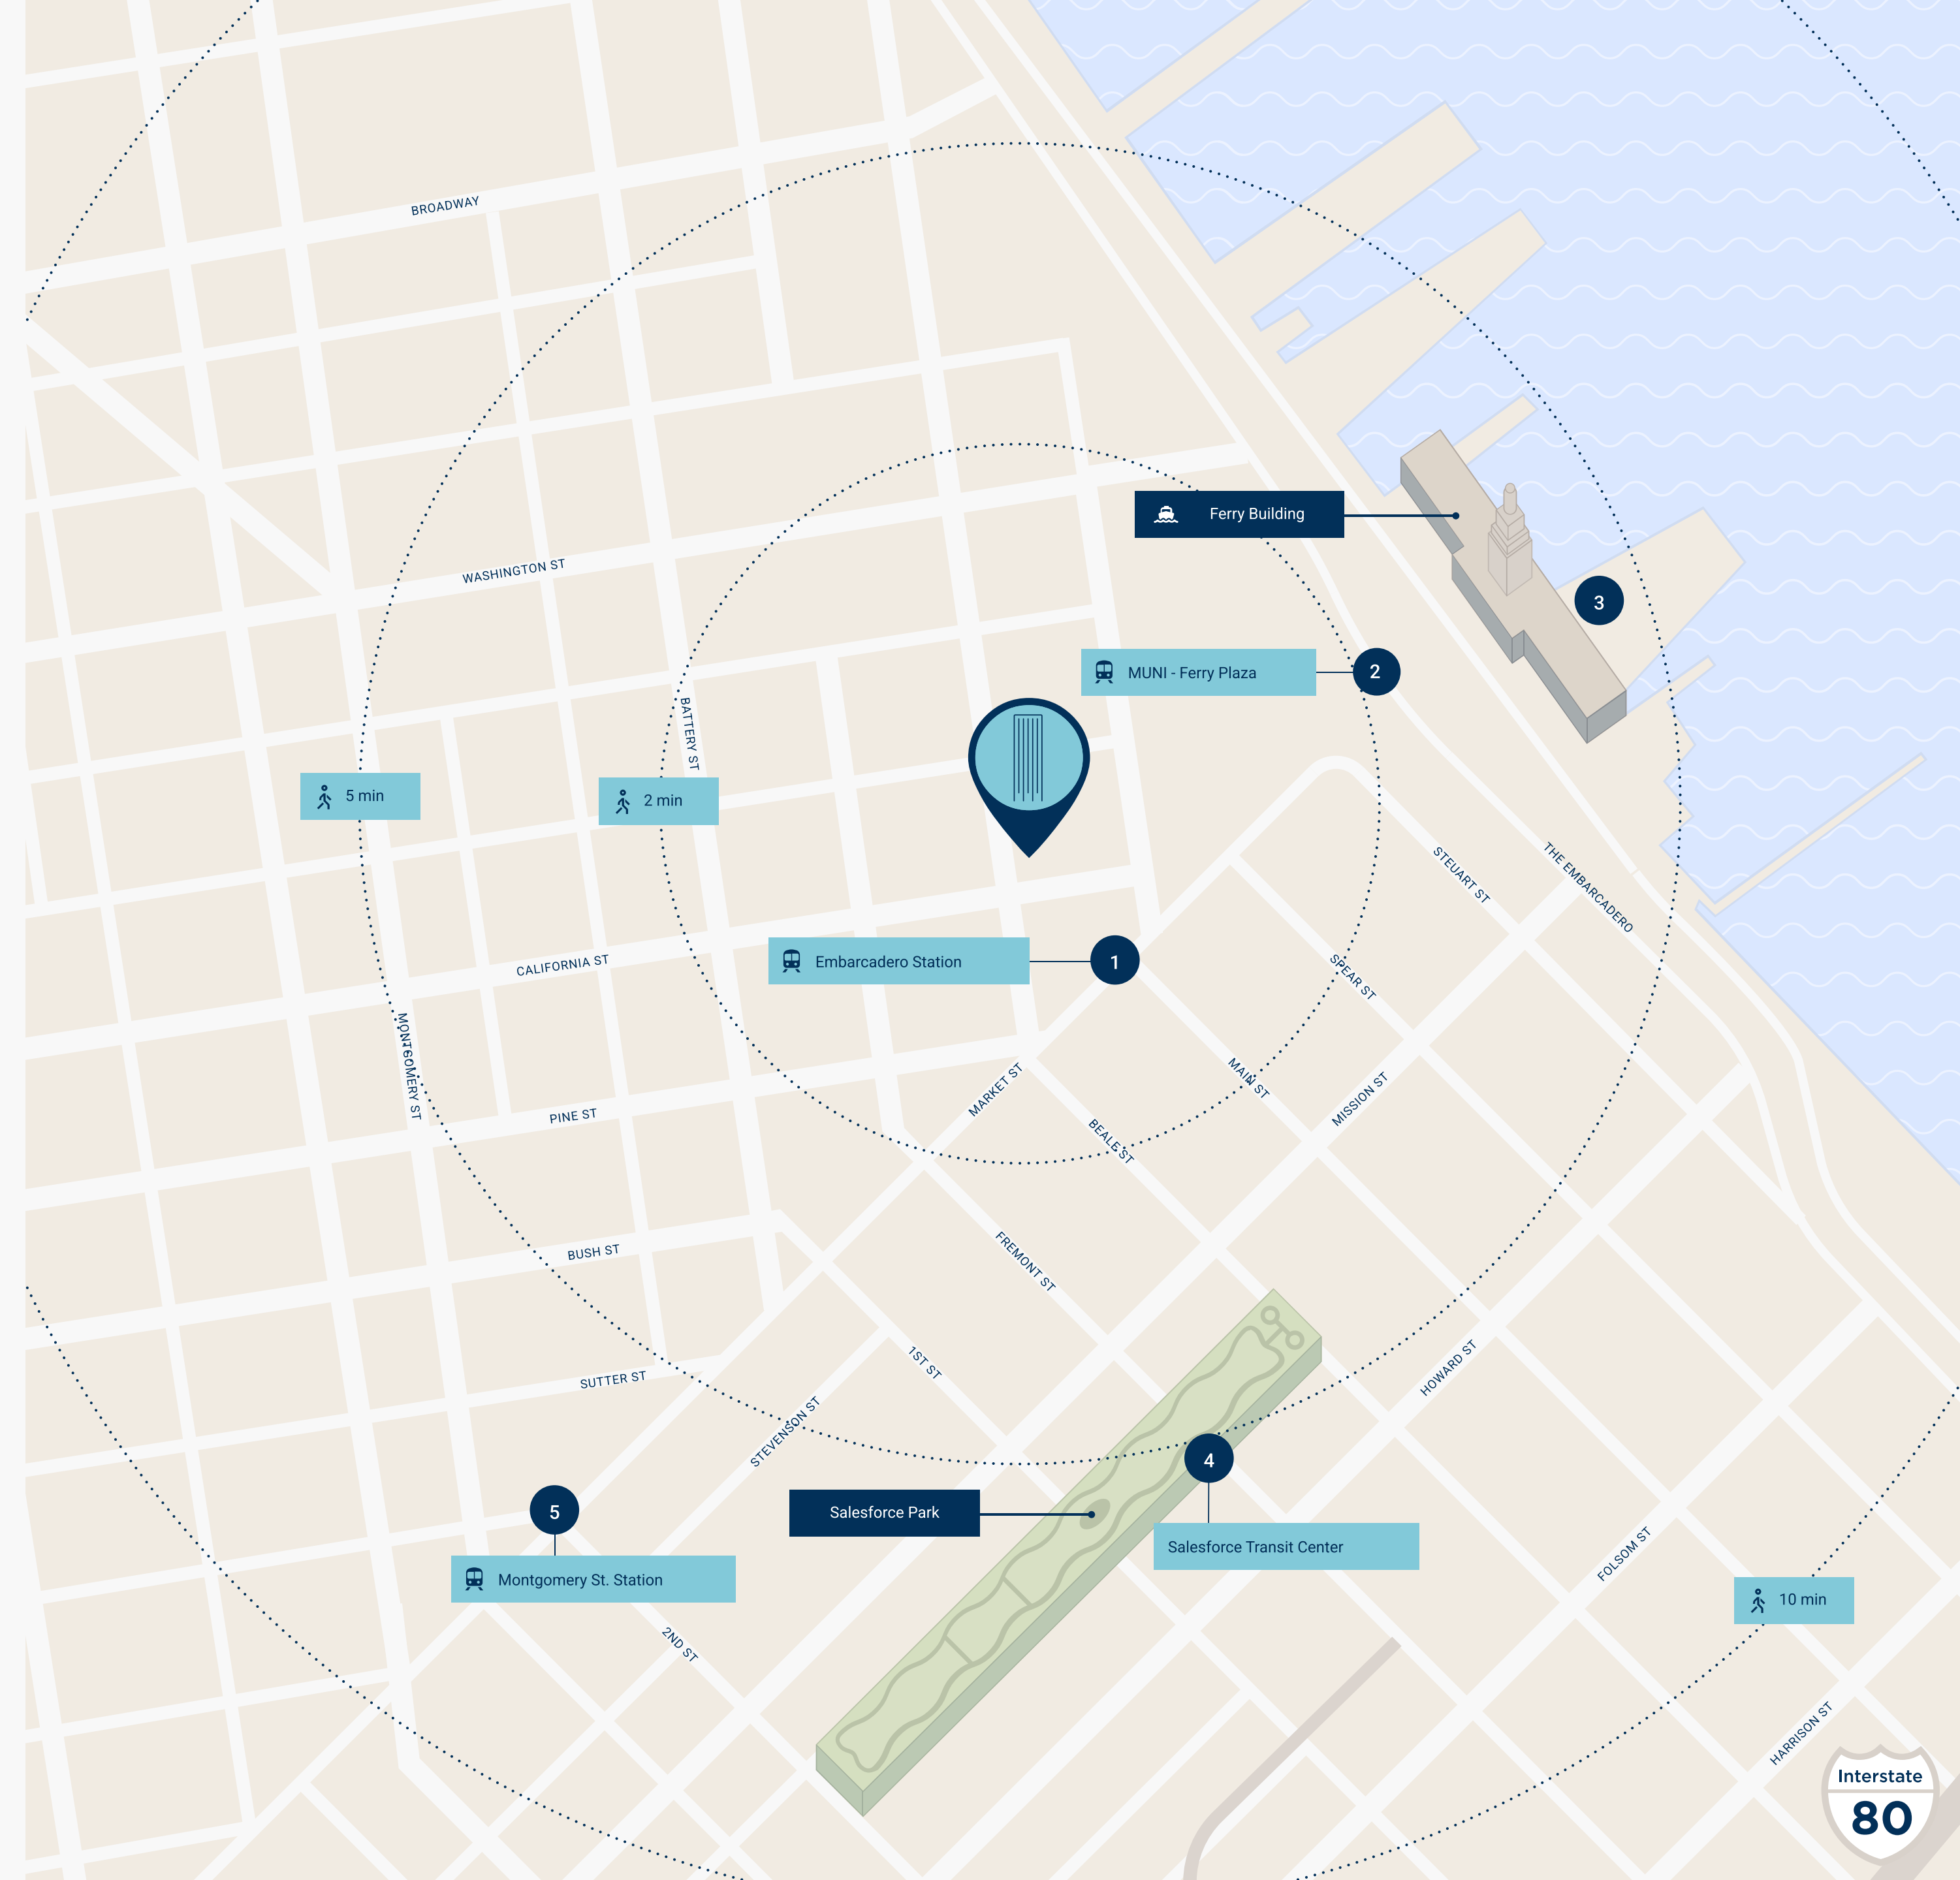 BROADWAY
Ferry Building
WASHINGTON ST
3
MUNI - Ferry Plaza
2
BATTERY ST
5 min
2 min
STEUART ST
THE EMBARCADERO
CALIFORNIA ST
Embarcadero Station
1
SPEAR ST
MONTGOMERY ST
MARKET ST
MAIN ST
MISSION ST
PINE ST
BEALE ST
BUSH ST
FREMONT ST
SUTTER ST
1ST ST
HOWARD ST
STEVENSON ST
4
5
Salesforce Park
Salesforce Transit Center
FOLSOM ST
Montgomery St. Station
10 min
2ND ST
HARRISON ST
Interstate
80